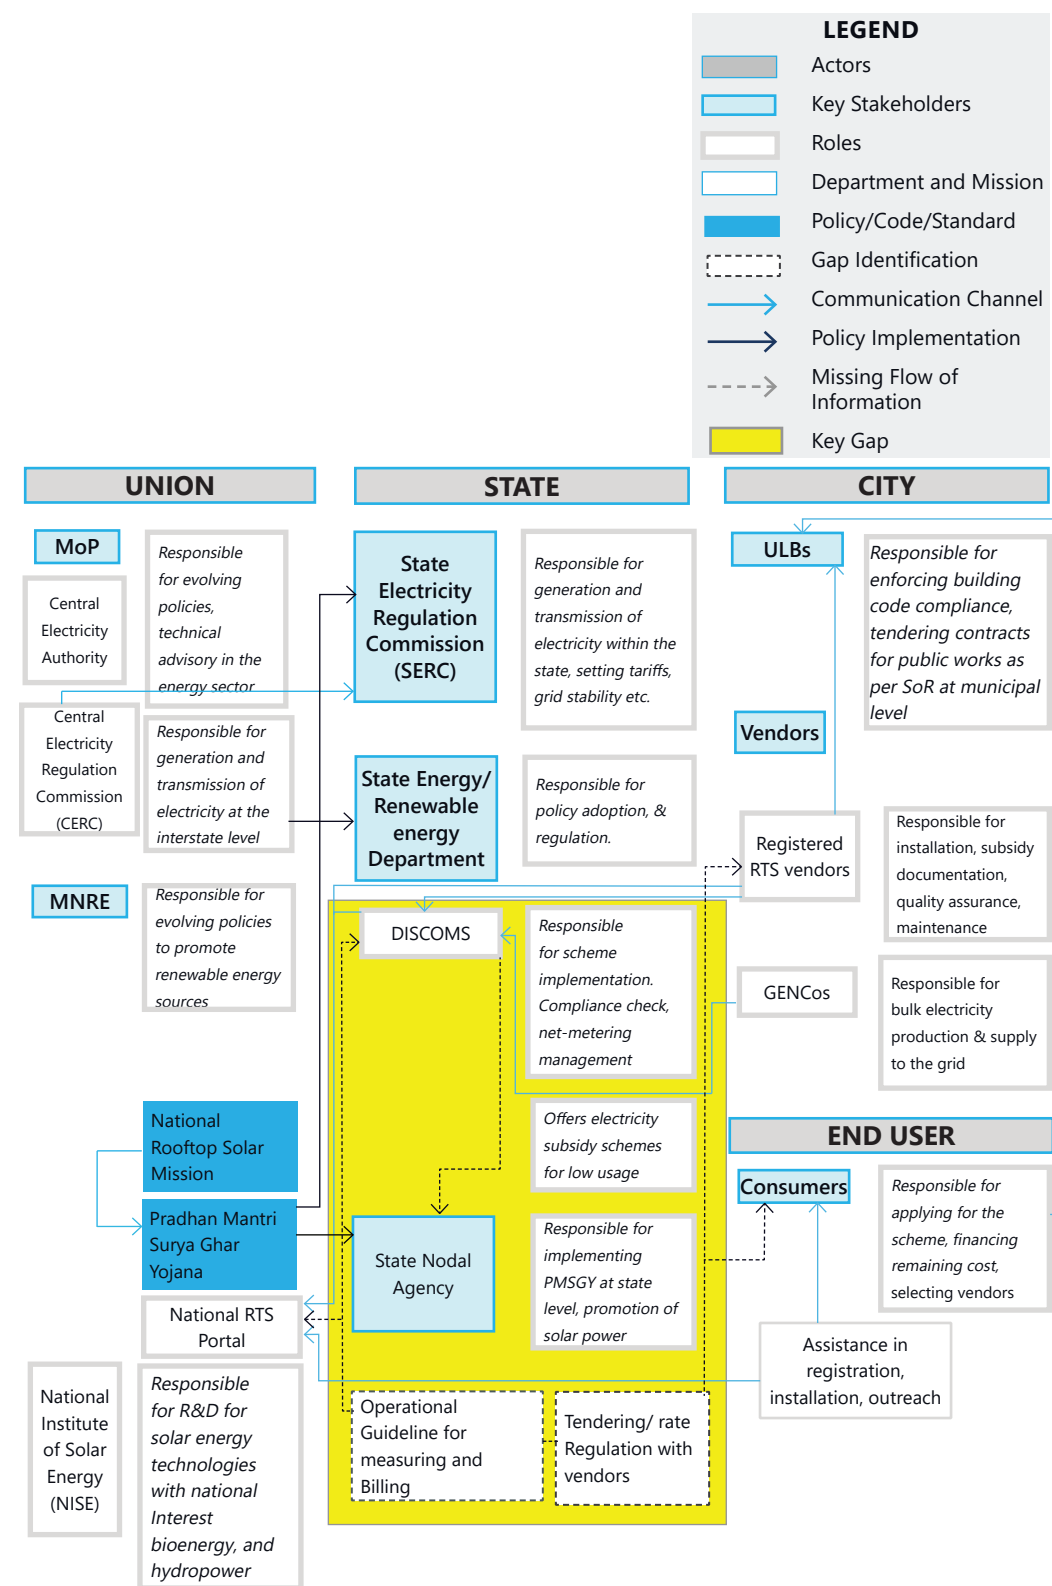 LEGEND
Actors
Key Stakeholders
Roles
Department and Mission
Policy/Code/Standard
Gap Identification
Communication Channel
Policy Implementation
Missing Flow of
Information
Key Gap
UNION
MoP
Central
Electricity
Authority
Responsible
for evolving
policies,
technical
advisory in the
energy sector
Central
Electricity
Regulation
Commission
(CERC)
Responsible for
generation and
transmission of
electricity at the
interstate level
MNRE
Responsible for
evolving policies
to promote
renewable energy
sources
National
Rooftop Solar
Mission
Pradhan Mantri
Surya Ghar
Yojana
National RTS
Portal
National
Institute
of Solar
Energy
(NISE)
Responsible
for R&D for
solar energy
technologies
with national
Interest
bioenergy, and
hydropower
STATE
State
Electricity
Regulation
Commission
(SERC)
Responsible for
generation and
transmission of
electricity within the
state, setting tariffs,
grid stability etc.
State Energy/
Renewable
energy
Department
Responsible for
policy adoption, &
regulation.
DISCOMS
Responsible
for scheme
implementation.
Compliance check,
net-metering
management
Offers electricity
subsidy schemes
for low usage
State Nodal
Agency
Responsible for
implementing
PMSGY at state
level, promotion of
solar power
Operational
Guideline for
measuring and
Billing
Tendering/ rate
Regulation with
vendors
CITY
ULBs
Responsible for
enforcing building
code compliance,
tendering contracts
for public works as
per SoR at municipal
level
Vendors
Registered
RTS vendors
Responsible for
installation, subsidy
documentation,
quality assurance,
maintenance
GENCos
Responsible for
bulk electricity
production & supply
to the grid
END USER
Consumers
Responsible for
applying for the
scheme, financing
remaining cost,
selecting vendors
Assistance in
registration,
installation, outreach